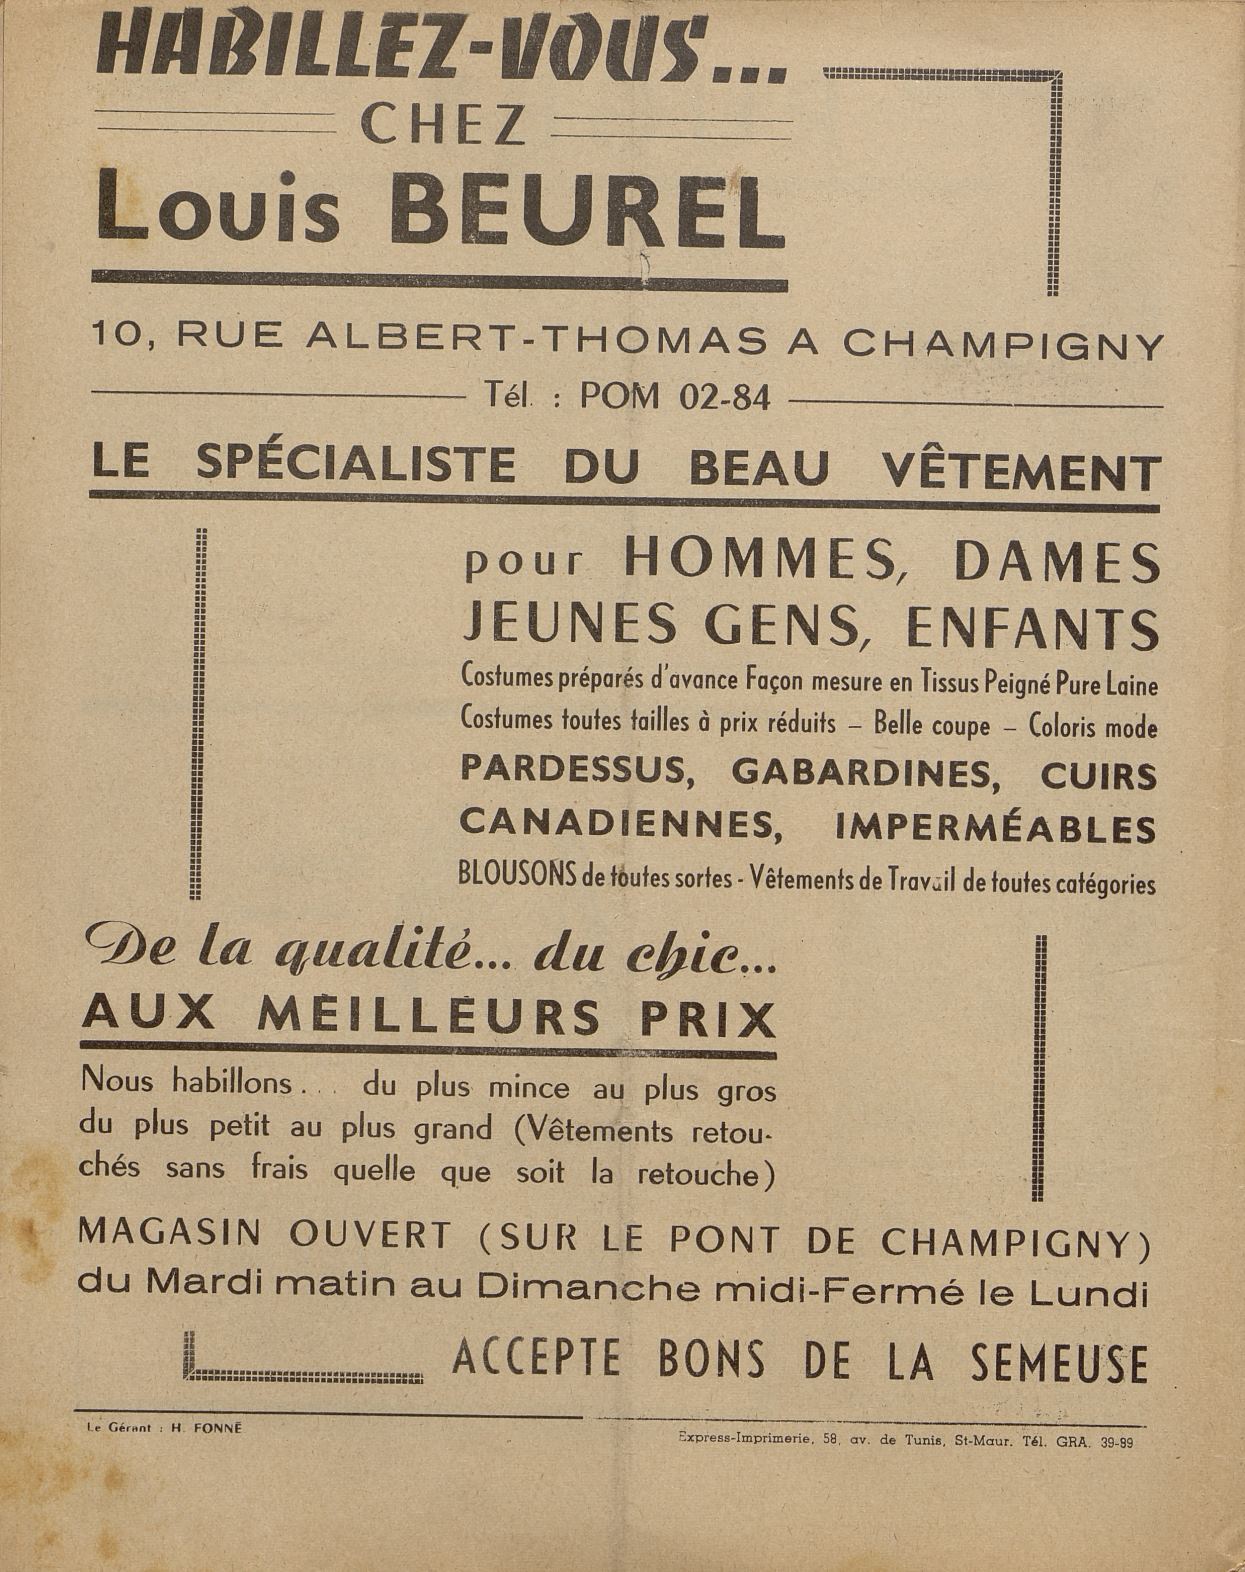 HABILLEZ-VOUS...
CHEZ
Louis BEUREL
10, RUE ALBERT-THOMAS A CHAMPIGNY
Tél. : POM 02-84
LE SPÉCIALISTE DU BEAU VÊTEMENT
pour HOMMES, DAMES
JEUNES GENS, ENFANTS
Costumes préparés d'avance Façon mesure en Tissus Peigné Pure Laine
Costumes toutes tailles à prix réduits – Belle coupe – Coloris mode
PARDESSUS, GABARDINES, CUIRS
CANADIENNES, IMPERMÉABLES
BLOUSONS de toutes sortes - Vêtements de Travail de toutes catégories
De la qualité... du chic...
AUX MEILLEURS PRIX
Nous habillons... du plus mince au plus gros
du plus petit au plus grand (Vêtements retou-
chés sans frais quelle que soit la retouche)
MAGASIN OUVERT (SUR LE PONT DE CHAMPIGNY)
du Mardi matin au Dimanche midi-Fermé le Lundi
ACCEPTE BONS DE LA SEMEUSE
Le Gérant : H. FONNÉ
Express-Imprimerie, 58, av. de Tunis, St-Maur. Tél. GRA. 39-89